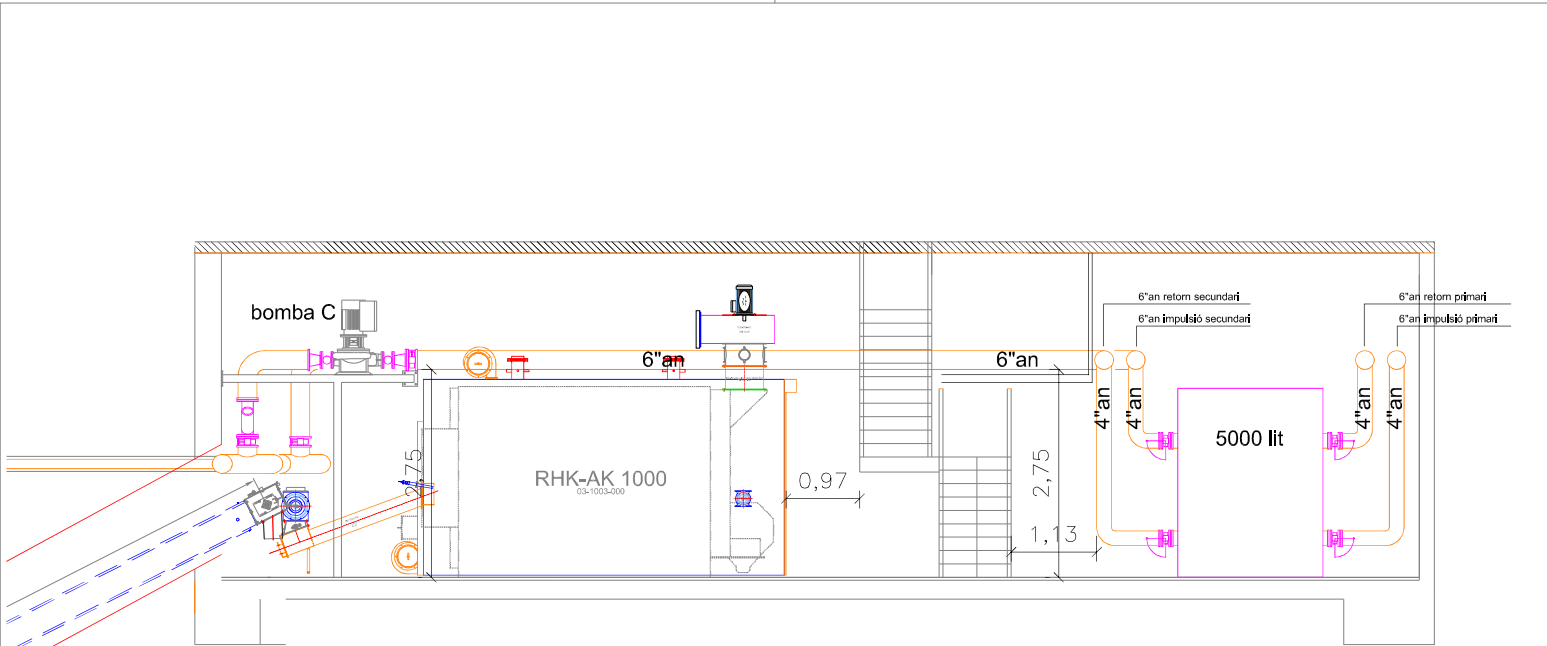 6"an retorn secundari
6"an retorn primari
bomba C
6"an impulsió secundari
6"an impulsió primari
6"an
6"an
4"an
4"an
4"an
4"an
5000 lit
2,75
RHK-AK 1000
03-1003-000
0,97
2,75
1,13